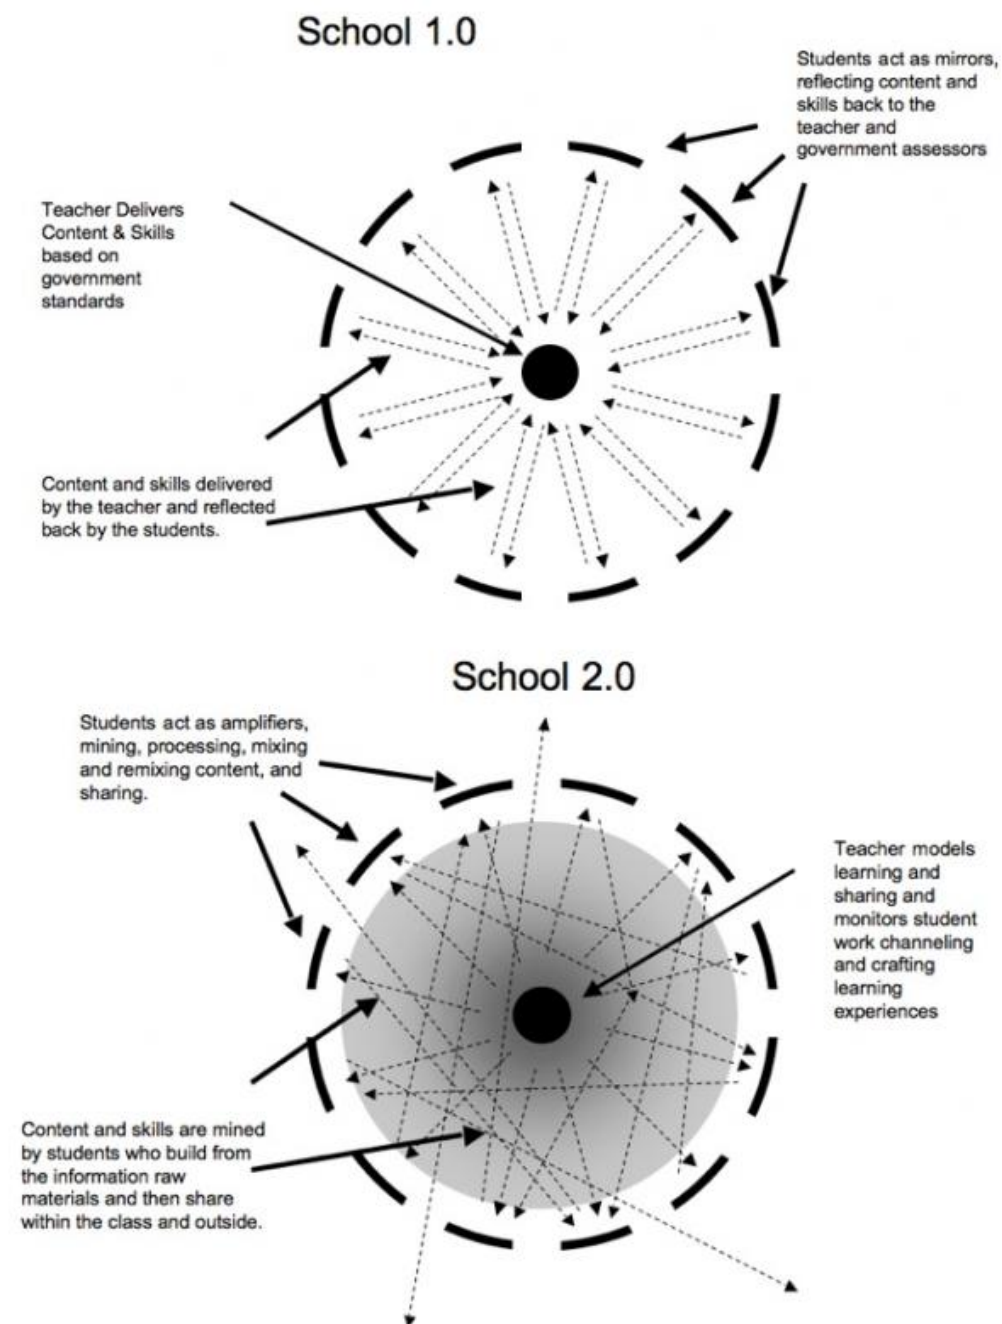 School 1.0
Students act as mirrors,
reflecting content and
skills back to the
teacher and
government assessors
Teacher Delivers
Content & Skills
based on
government
standards
Content and skills delivered
by the teacher and reflected
back by the students.
School 2.0
Students act as amplifiers,
mining, processing, mixing
and remixing content, and
sharing.
Teacher models
learning and
sharing and
monitors student
work channeling
and crafting
learning
experiences
Content and skills are mined
by students who build from
the information raw
materials and then share
within the class and outside.